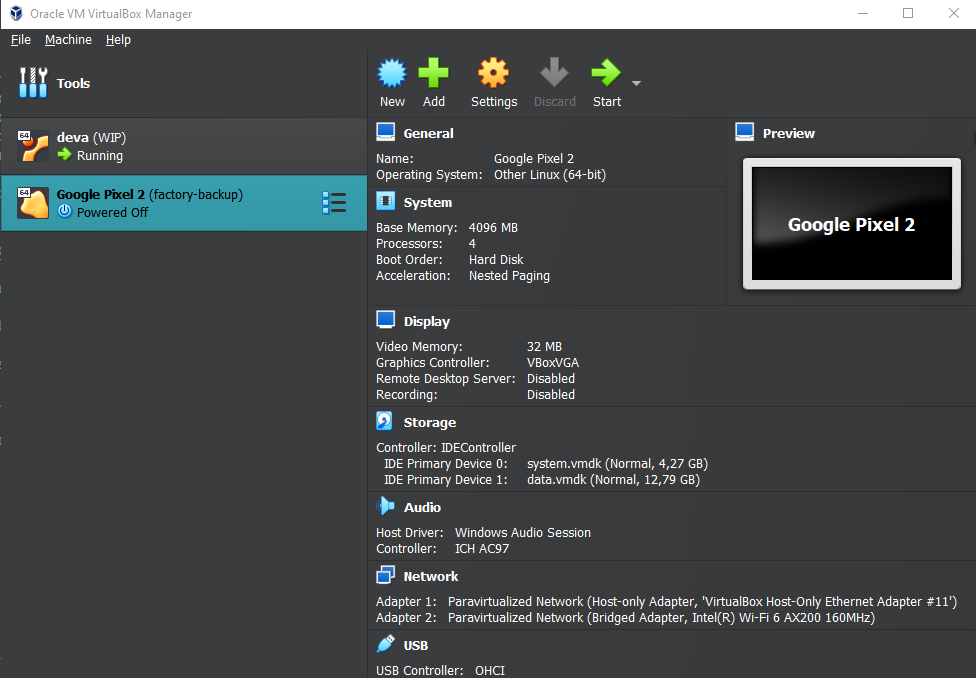 Oracle VM VirtualBox Manager
File Machine Help
Tools
New Add Settings Discard Start
64
deva (WIP)
Running
64
Google Pixel 2 (factory-backup)
Powered Off
General
Name: Google Pixel 2
Operating System: Other Linux (64-bit)
System
Base Memory: 4096 MB
Processors: 4
Boot Order: Hard Disk
Acceleration: Nested Paging
Preview
Google Pixel 2
Display
Video Memory: 32 MB
Graphics Controller: VBoxVGA
Remote Desktop Server: Disabled
Recording: Disabled
Storage
Controller: IDEController
IDE Primary Device 0: system.vmdk (Normal, 4,27 GB)
IDE Primary Device 1: data.vmdk (Normal, 12,79 GB)
Audio
Host Driver: Windows Audio Session
Controller: ICH AC97
Network
Adapter 1: Paravirtualized Network (Host-only Adapter, 'VirtualBox Host-Only Ethernet Adapter #11')
Adapter 2: Paravirtualized Network (Bridged Adapter, Intel(R) Wi-Fi 6 AX200 160MHz)
USB
USB Controller: OHCI